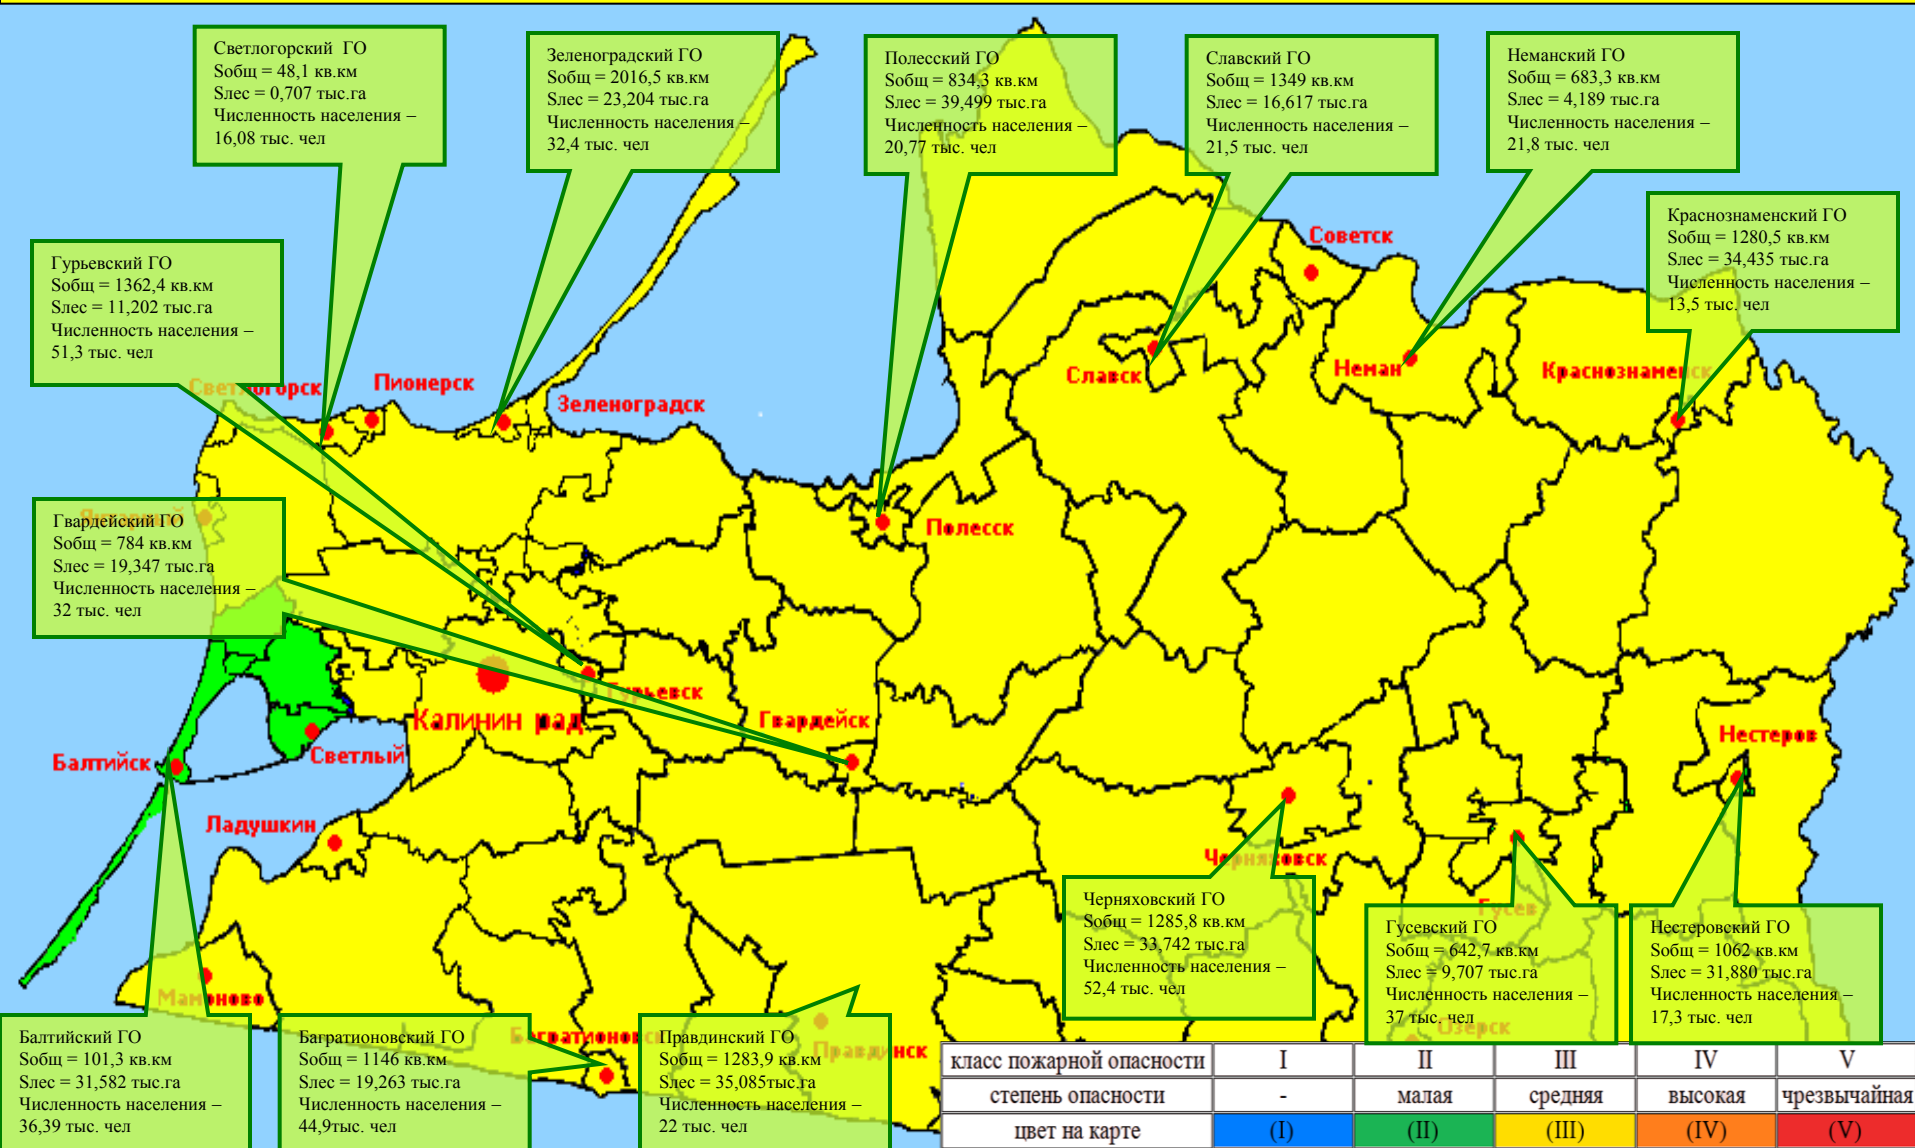 Светлогорский ГО
Sобщ = 48,1 кв.км
Sлес = 0,707 тыс.га
Численность населения –
16,08 тыс. чел
Зеленоградский ГО
Sобщ = 2016,5 кв.км
Sлес = 23,204 тыс.га
Численность населения –
32,4 тыс. чел
Полесский ГО
Sобщ = 834,3 кв.км
Sлес = 39,499 тыс.га
Численность населения –
20,77 тыс. чел
Славский ГО
Sобщ = 1349 кв.км
Sлес = 16,617 тыс.га
Численность населения –
21,5 тыс. чел
Неманский ГО
Sобщ = 683,3 кв.км
Sлес = 4,189 тыс.га
Численность населения –
21,8 тыс. чел
Краснознаменский ГО
Sобщ = 1280,5 кв.км
Sлес = 34,435 тыс.га
Численность населения –
13,5 тыс. чел
Гурьевский ГО
Sобщ = 1362,4 кв.км
Sлес = 11,202 тыс.га
Численность населения –
51,3 тыс. чел
Советск
Славск
Неман
Краснознаменск
Светлогорск
Пионерск
Зеленоградск
Гвардейский ГО
Sобщ = 784 кв.км
Sлес = 19,347 тыс.га
Численность населения –
32 тыс. чел
Полесск
Гурьевск
Калинин рад
Гвардейск
Нестеров
Балтийск
Светлый
Ладушкин
Черняховск
Гусев
Мамоново
Багратионовск
Правдинск
Озерск
Черняховский ГО
Sобщ = 1285,8 кв.км
Sлес = 33,742 тыс.га
Численность населения –
52,4 тыс. чел
Гусевский ГО
Sобщ = 642,7 кв.км
Sлес = 9,707 тыс.га
Численность населения –
37 тыс. чел
Нестеровский ГО
Sобщ = 1062 кв.км
Sлес = 31,880 тыс.га
Численность населения –
17,3 тыс. чел
Балтийский ГО
Sобщ = 101,3 кв.км
Sлес = 31,582 тыс.га
Численность населения –
36,39 тыс. чел
Багратионовский ГО
Sобщ = 1146 кв.км
Sлес = 19,263 тыс.га
Численность населения –
44,9тыс. чел
Правдинский ГО
Sобщ = 1283,9 кв.км
Sлес = 35,085тыс.га
Численность населения –
22 тыс. чел
класс пожарной опасности I II III IV V
степень опасности - малая средняя высокая чрезвычайная
цвет на карте (I) (II) (III) (IV) (V)